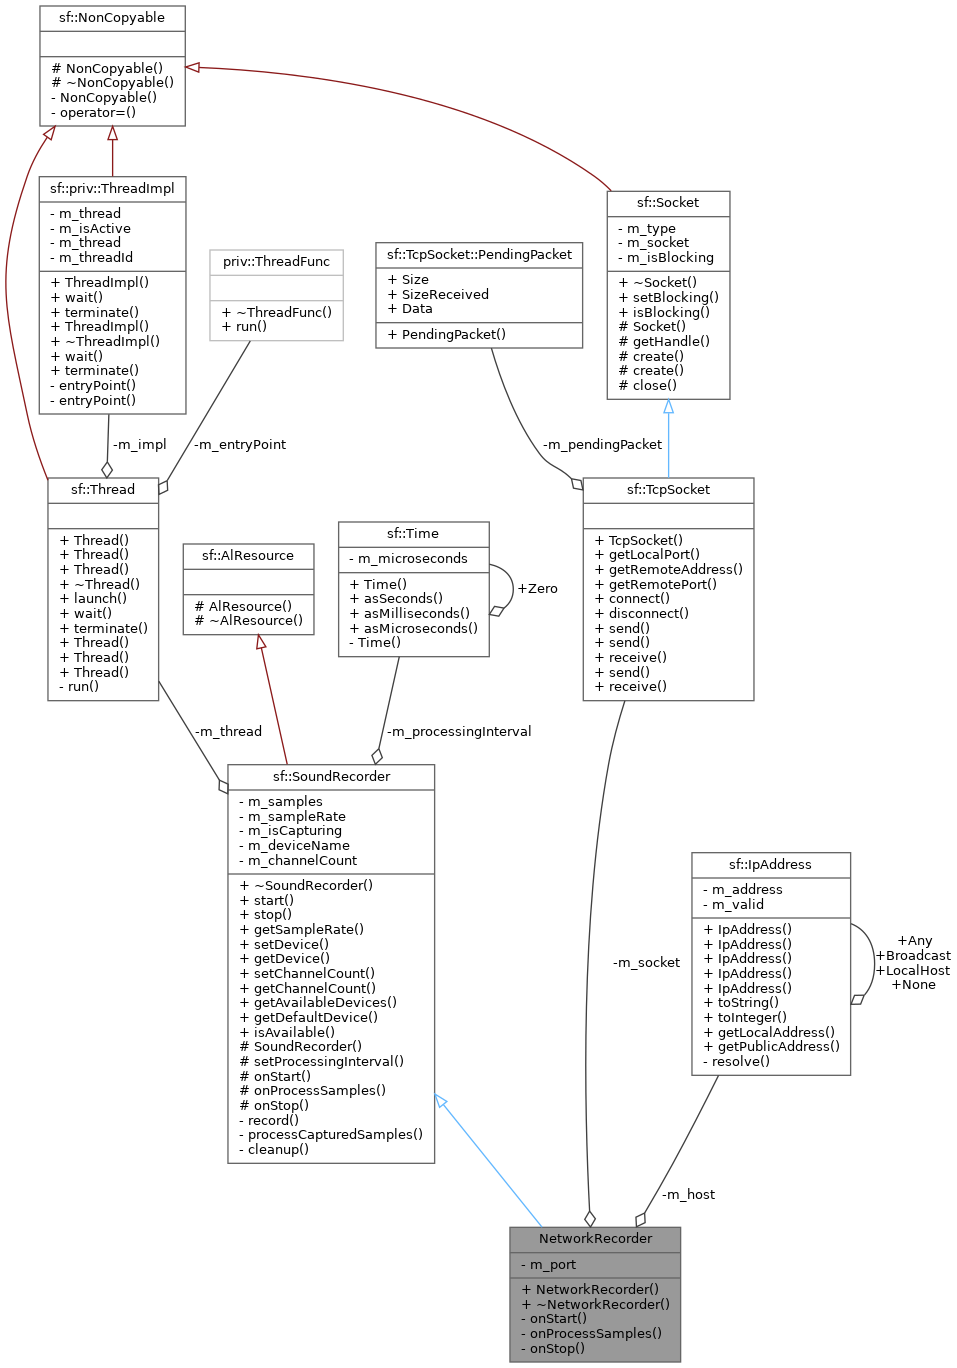 sf::NonCopyable
# NonCopyable()
# ~NonCopyable()
- NonCopyable()
- operator=()
sf::priv::ThreadImpl
- m_thread
- m_isActive
- m_thread
- m_threadId
+ ThreadImpl()
+ wait()
+ terminate()
+ ThreadImpl()
+ ~ThreadImpl()
+ wait()
+ terminate()
- entryPoint()
- entryPoint()
priv::ThreadFunc
+ ~ThreadFunc()
+ run()
sf::TcpSocket::PendingPacket
+ Size
+ SizeReceived
+ Data
+ PendingPacket()
sf::Socket
- m_type
- m_socket
- m_isBlocking
+ ~Socket()
+ setBlocking()
+ isBlocking()
# Socket()
# getHandle()
# create()
# create()
# close()
-m_impl
-m_entryPoint
-m_pendingPacket
sf::Thread
+ Thread()
+ Thread()
+ Thread()
+ ~Thread()
+ launch()
+ wait()
+ terminate()
+ Thread()
+ Thread()
+ Thread()
- run()
sf::AlResource
# AlResource()
# ~AlResource()
sf::Time
- m_microseconds
+ Time()
+ asSeconds()
+ asMilliseconds()
+ asMicroseconds()
- Time()
+Zero
sf::TcpSocket
+ TcpSocket()
+ getLocalPort()
+ getRemoteAddress()
+ getRemotePort()
+ connect()
+ disconnect()
+ send()
+ send()
+ receive()
+ send()
+ receive()
-m_thread
-m_processingInterval
sf::SoundRecorder
- m_samples
- m_sampleRate
- m_isCapturing
- m_deviceName
- m_channelCount
+ ~SoundRecorder()
+ start()
+ stop()
+ getSampleRate()
+ setDevice()
+ getDevice()
+ setChannelCount()
+ getChannelCount()
+ getAvailableDevices()
+ getDefaultDevice()
+ isAvailable()
# SoundRecorder()
# setProcessingInterval()
# onStart()
# onProcessSamples()
# onStop()
- record()
- processCapturedSamples()
- cleanup()
-m_socket
sf::IpAddress
- m_address
- m_valid
+ IpAddress()
+ IpAddress()
+ IpAddress()
+ IpAddress()
+ IpAddress()
+ toString()
+ toInteger()
+ getLocalAddress()
+ getPublicAddress()
- resolve()
+Any
+Broadcast
+LocalHost
+None
-m_host
NetworkRecorder
- m_port
+ NetworkRecorder()
+ ~NetworkRecorder()
- onStart()
- onProcessSamples()
- onStop()